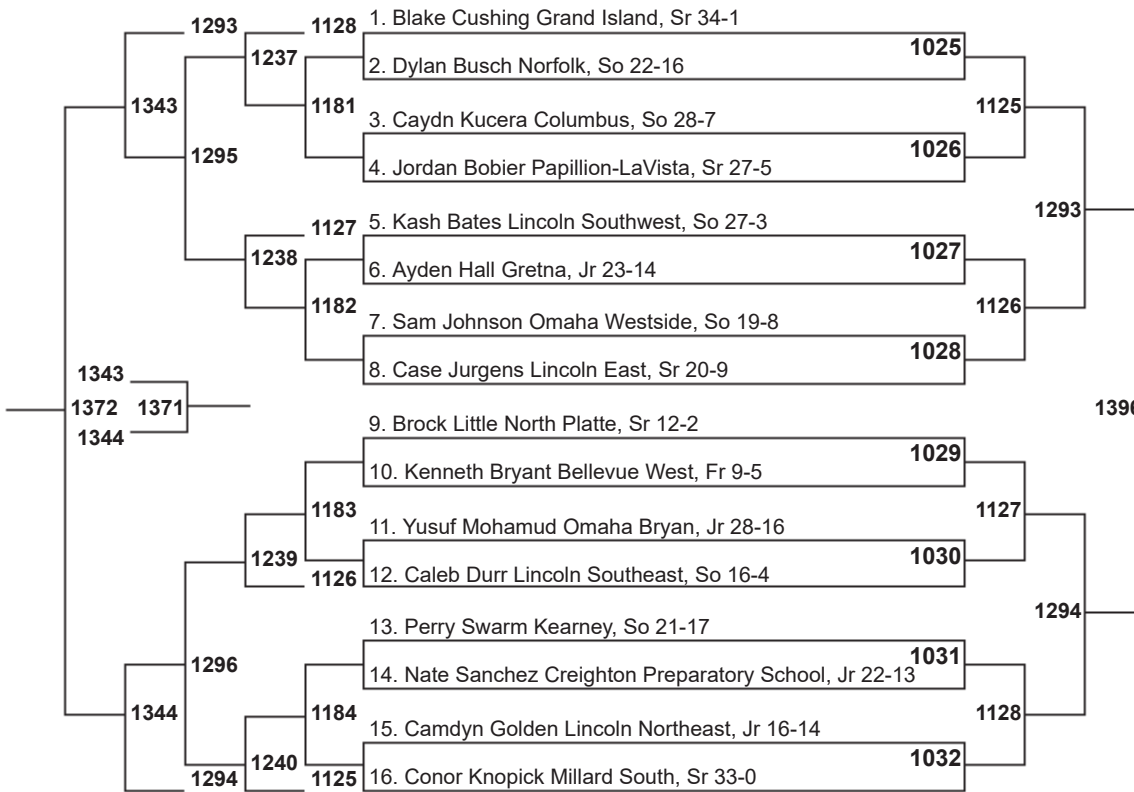 1293
1128
1. Blake Cushing Grand Island, Sr 34-1
1025
1237
2. Dylan Busch Norfolk, So 22-16
1343
1181
1125
3. Caydn Kucera Columbus, So 28-7
1026
1295
4. Jordan Bobier Papillion-LaVista, Sr 27-5
1293
1127
5. Kash Bates Lincoln Southwest, So 27-3
1027
1238
6. Ayden Hall Gretna, Jr 23-14
1182
1126
7. Sam Johnson Omaha Westside, So 19-8
1028
8. Case Jurgens Lincoln East, Sr 20-9
1343
1372
1371
1396
1344
9. Brock Little North Platte, Sr 12-2
1029
10. Kenneth Bryant Bellevue West, Fr 9-5
1183
1127
11. Yusuf Mohamud Omaha Bryan, Jr 28-16
1030
1239
1126
12. Caleb Durr Lincoln Southeast, So 16-4
1294
13. Perry Swarm Kearney, So 21-17
1031
1296
14. Nate Sanchez Creighton Preparatory School, Jr 22-13
1344
1184
1128
15. Camdyn Golden Lincoln Northeast, Jr 16-14
1032
1240
1294
1125
16. Conor Knopick Millard South, Sr 33-0